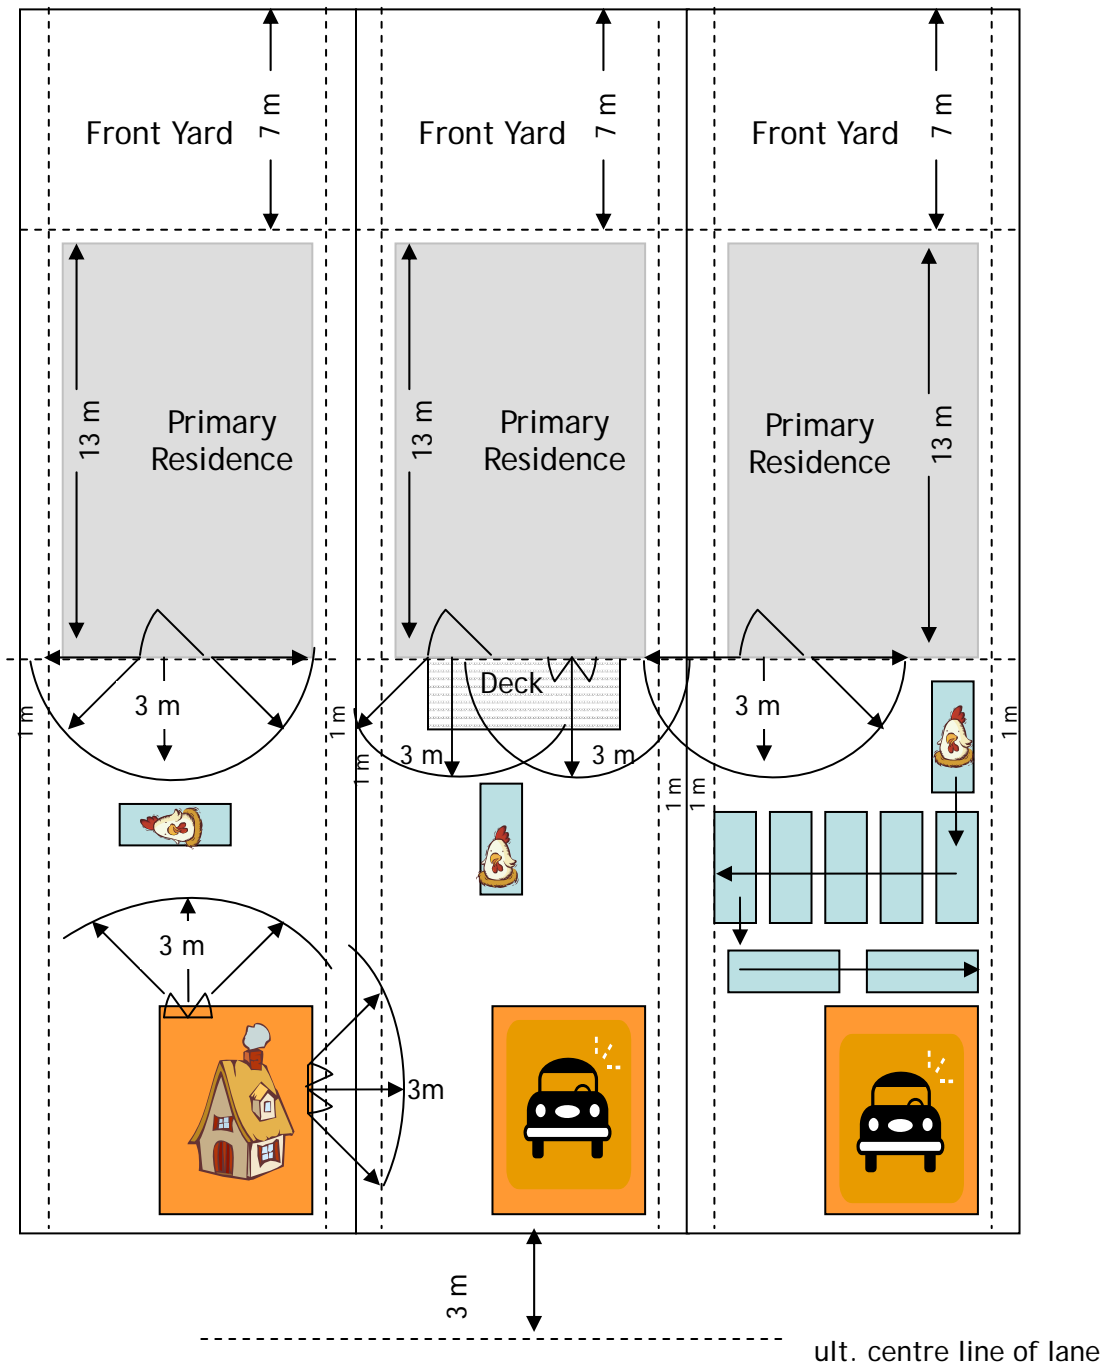 Front Yard
7 m
Front Yard
7 m
Front Yard
7 m
13 m
Primary
Residence
13 m
Primary
Residence
Primary
Residence
13 m
1 m
3 m
1 m
Deck
1 m
3 m
3 m
1 m
1 m
3 m
1 m
3 m
3m
3 m
ult. centre line of lane